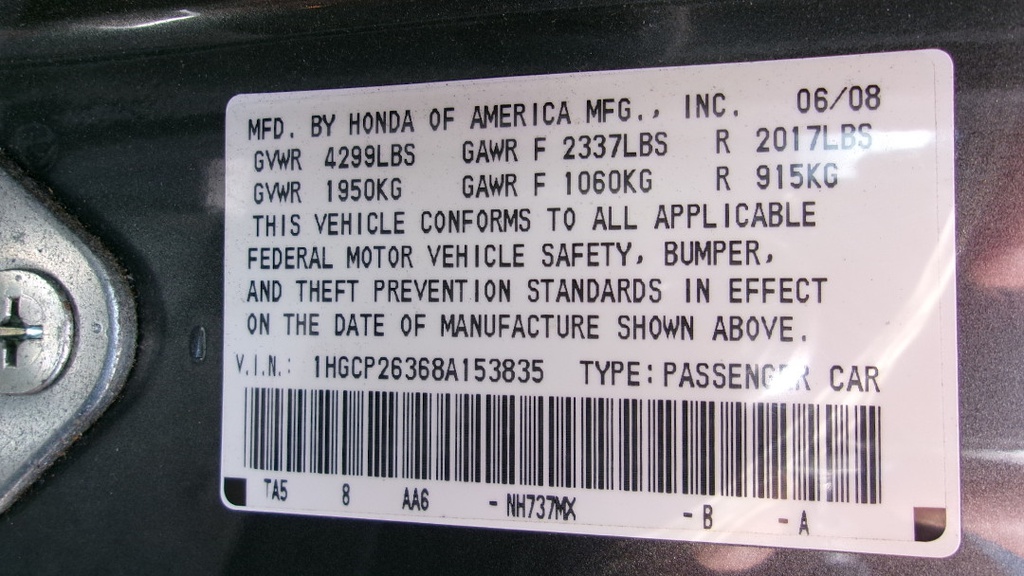 MFD. BY HONDA OF AMERICA MFG., INC. 06/08
GVWR 4299LBS GAWR F 2337LBS R 2017LBS
GVWR 1950KG GAWR F 1060KG R 915KG
THIS VEHICLE CONFORMS TO ALL APPLICABLE
FEDERAL MOTOR VEHICLE SAFETY, BUMPER,
AND THEFT PREVENTION STANDARDS IN EFFECT
ON THE DATE OF MANUFACTURE SHOWN ABOVE.
V.I.N.: 1HGCP26368A153835 TYPE: PASSENGER CAR
TA5 8 AA6 - NH737MX - B - A